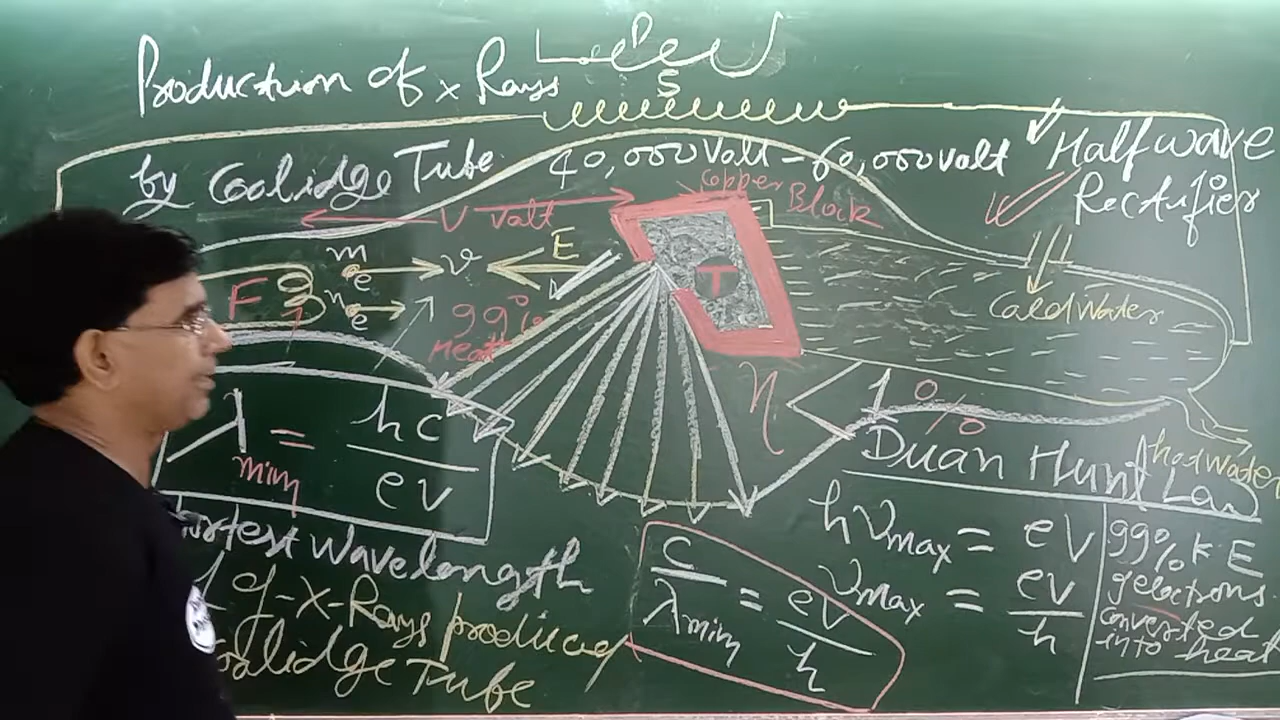 Production of x Rays
P
S
by Coolidge Tube
40,000 Volt - 60,000 Volt
Half wave
Rectifier
Copper Block
V Volt
m
e
v
E
F
T
m
e
99%
Heat
Cold Water
η
1%
λmin = hc / eV
Duan Hunt Law
hot Water
Shortest Wavelength
of X-Rays produced
Coolidge Tube
hνmax = eV
νmax = eV / h
c / λmin = eV / h
99% K E
of electrons
converted
into heat